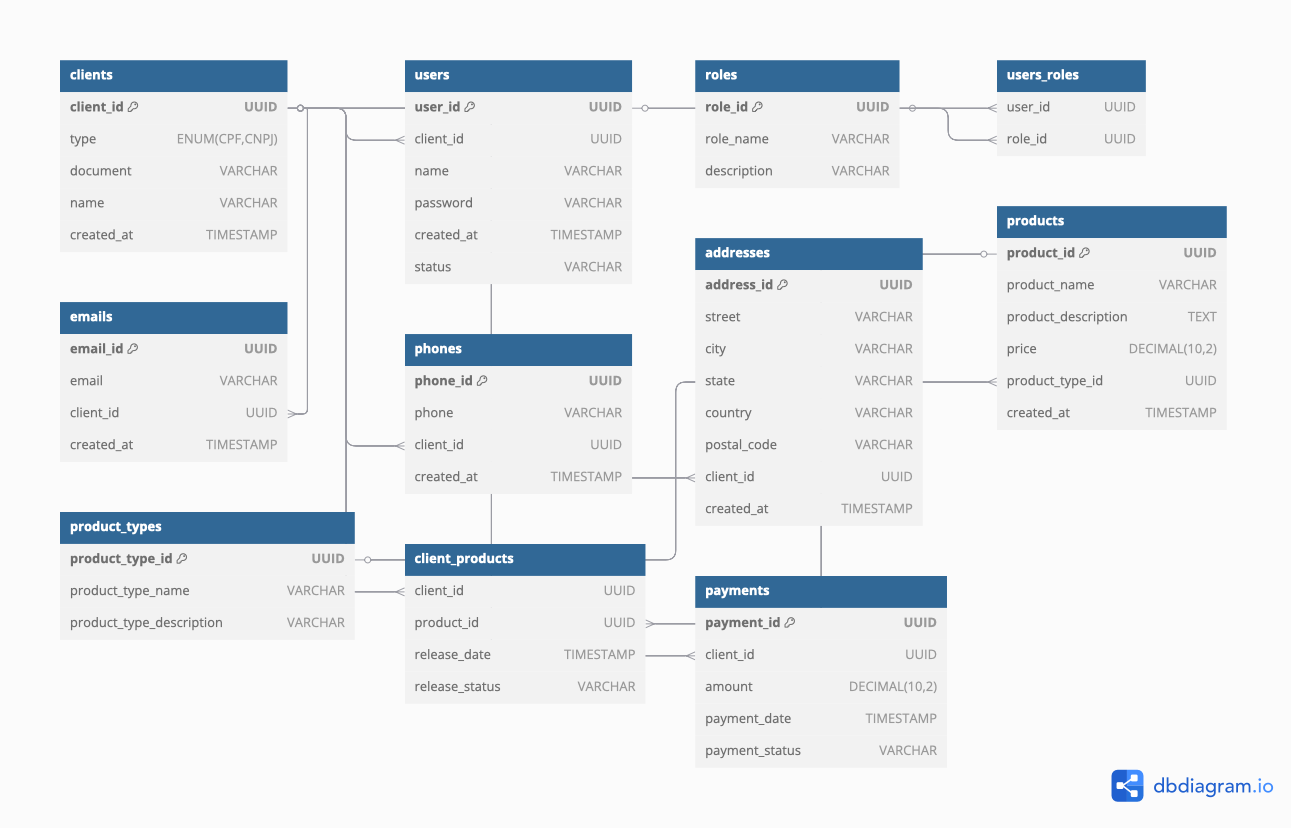 clients
client_id UUID
type ENUM(CPF,CNPJ)
document VARCHAR
name VARCHAR
created_at TIMESTAMP
users
user_id UUID
client_id UUID
name VARCHAR
password VARCHAR
created_at TIMESTAMP
status VARCHAR
roles
role_id UUID
role_name VARCHAR
description VARCHAR
users_roles
user_id UUID
role_id UUID
products
product_id UUID
product_name VARCHAR
product_description TEXT
price DECIMAL(10,2)
product_type_id UUID
created_at TIMESTAMP
addresses
address_id UUID
street VARCHAR
city VARCHAR
state VARCHAR
country VARCHAR
postal_code VARCHAR
client_id UUID
created_at TIMESTAMP
emails
email_id UUID
email VARCHAR
client_id UUID
created_at TIMESTAMP
phones
phone_id UUID
phone VARCHAR
client_id UUID
created_at TIMESTAMP
product_types
product_type_id UUID
product_type_name VARCHAR
product_type_description VARCHAR
client_products
client_id UUID
product_id UUID
release_date TIMESTAMP
release_status VARCHAR
payments
payment_id UUID
client_id UUID
amount DECIMAL(10,2)
payment_date TIMESTAMP
payment_status VARCHAR
dbdiagram.io